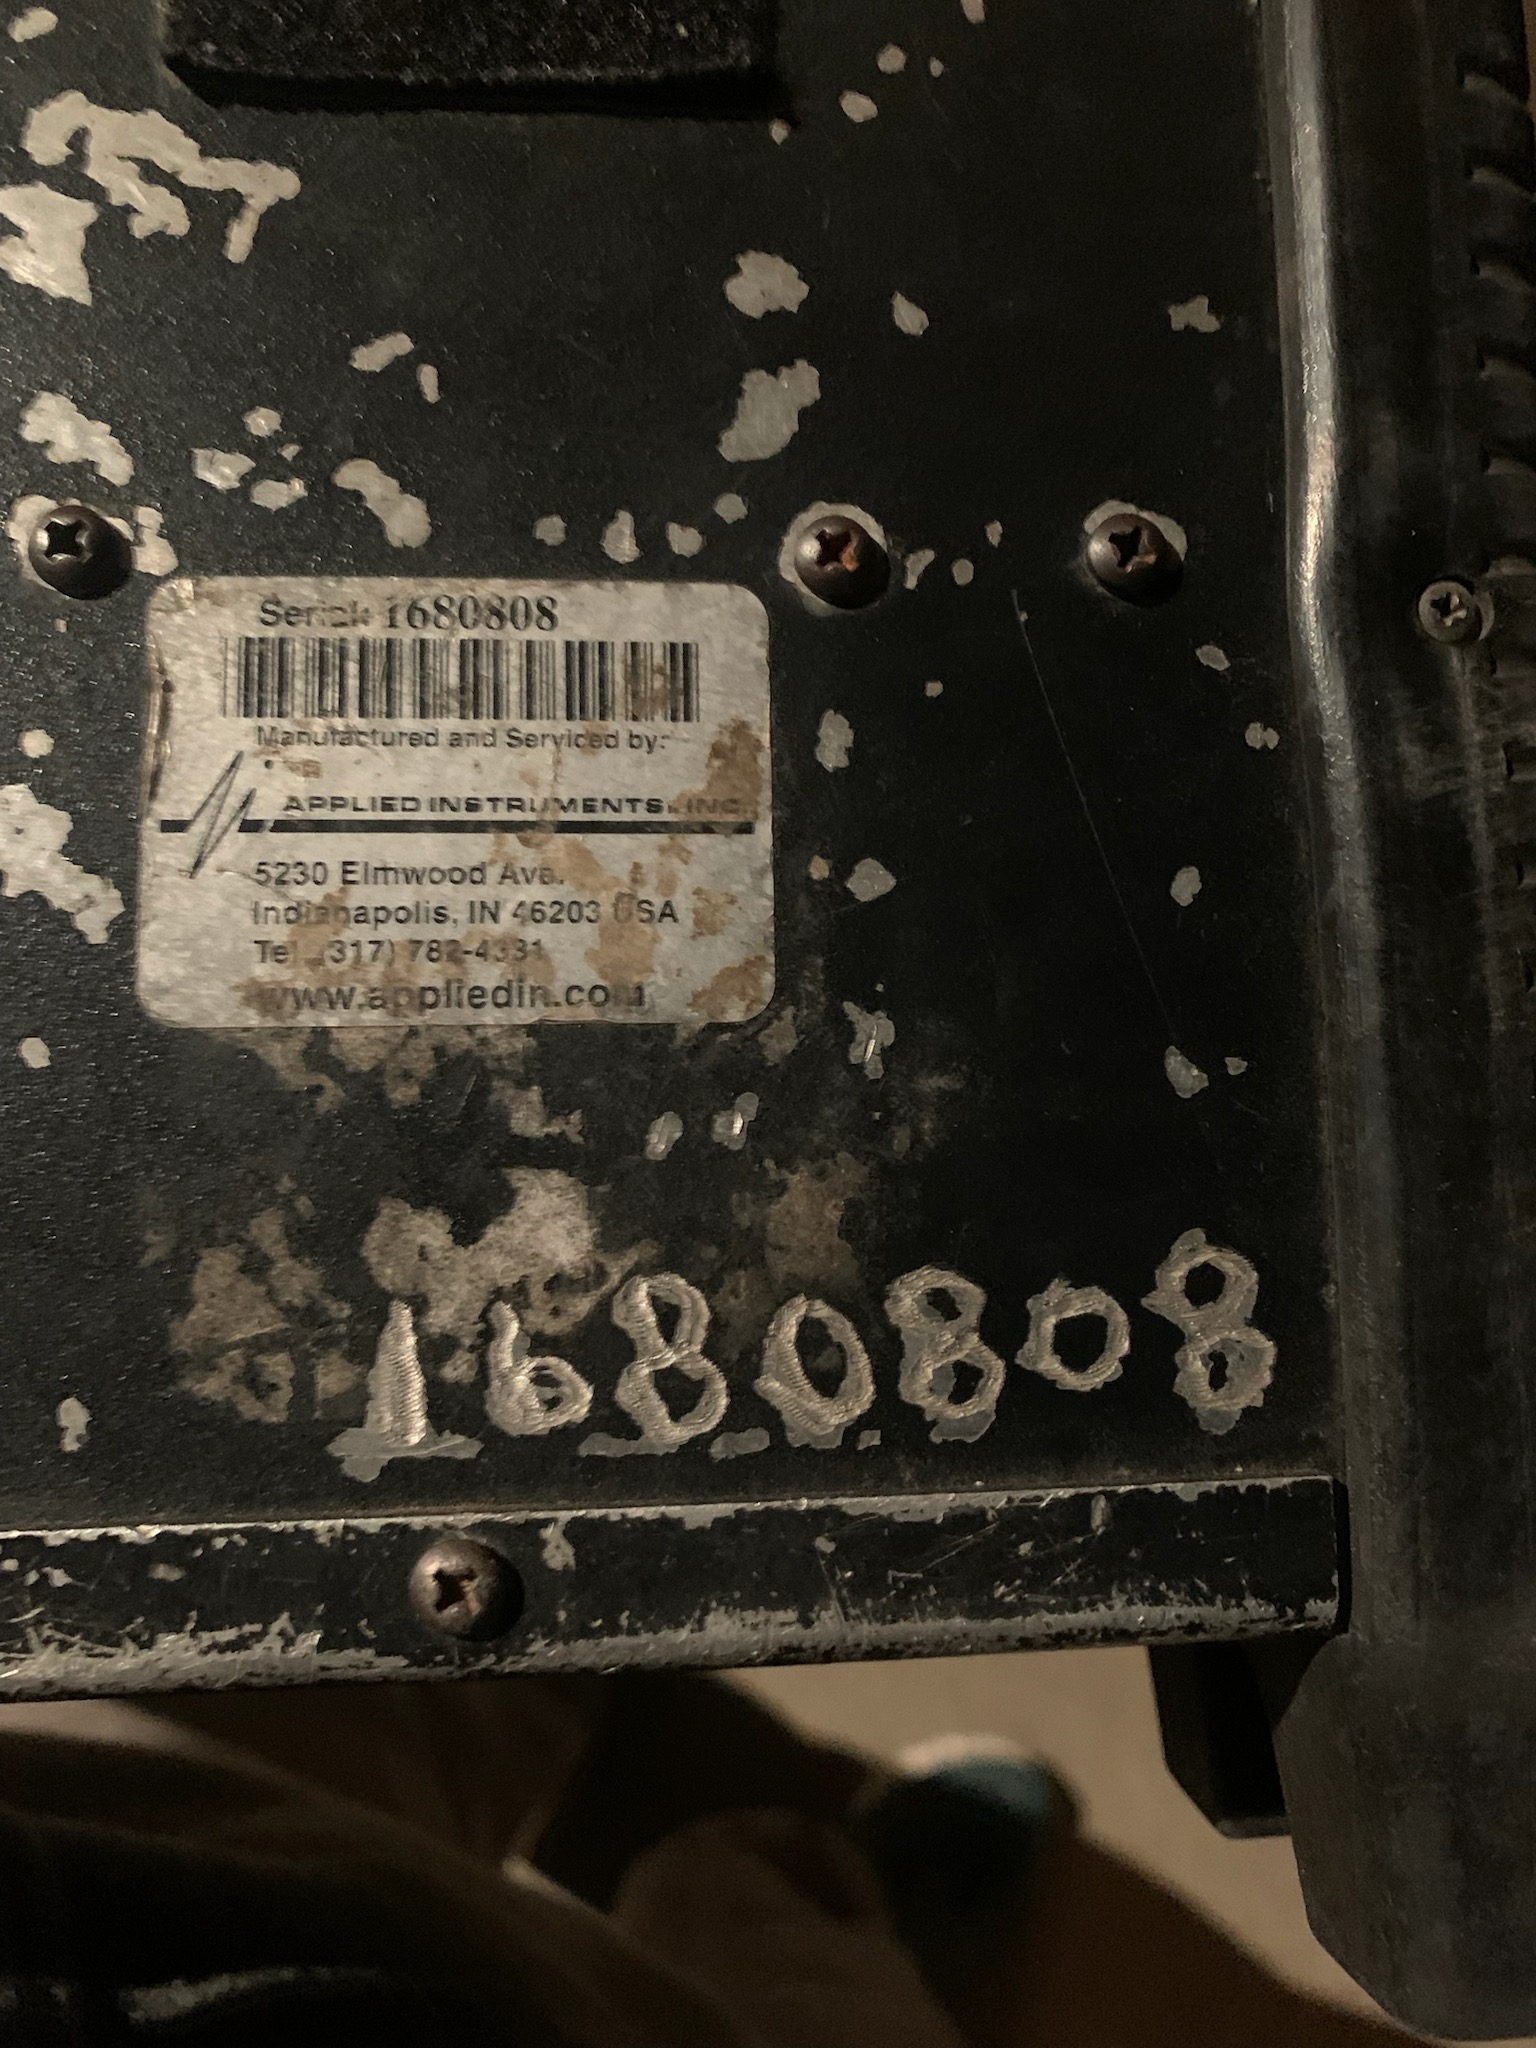 Serial: 1680808
Manufactured and Serviced by:
APPLIED INSTRUMENTS, INC.
5230 Elmwood Ave.
Indianapolis, IN 46203 USA
Tel (317) 782-4331
www.appliedin.com
1680808